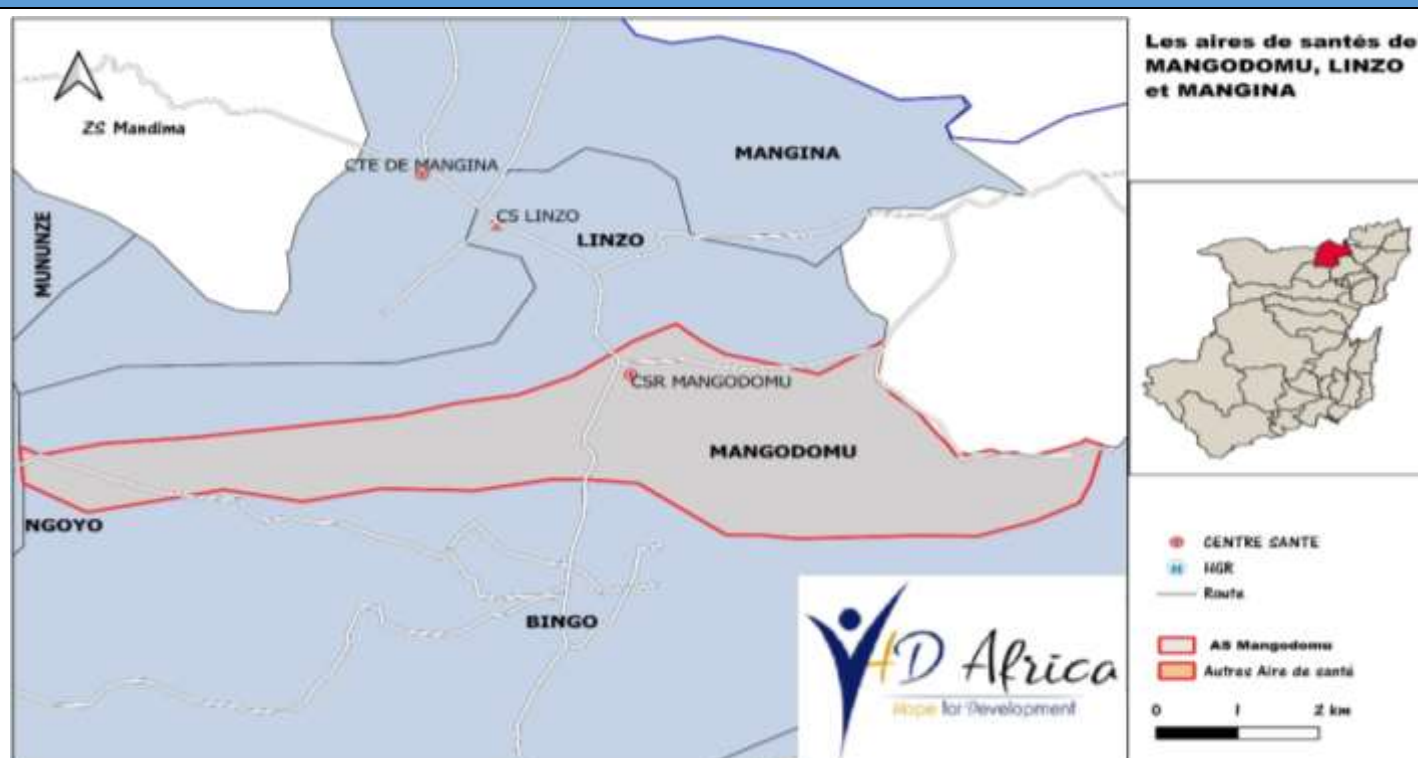 Les aires de santés de
MANGODOMU, LINZO
et MANGINA
ZS Mandima
MANGINA
CTE DE MANGINA
CS LINZO
LINZO
MUNUNZE
CSR MANGODOMU
MANGODOMU
NGOYO
BINGO
H4D Africa
Hope for Development
CENTRE SANTE
HGR
Route
AS Mangodomu
Autres Aire de santé
0 1 2 km